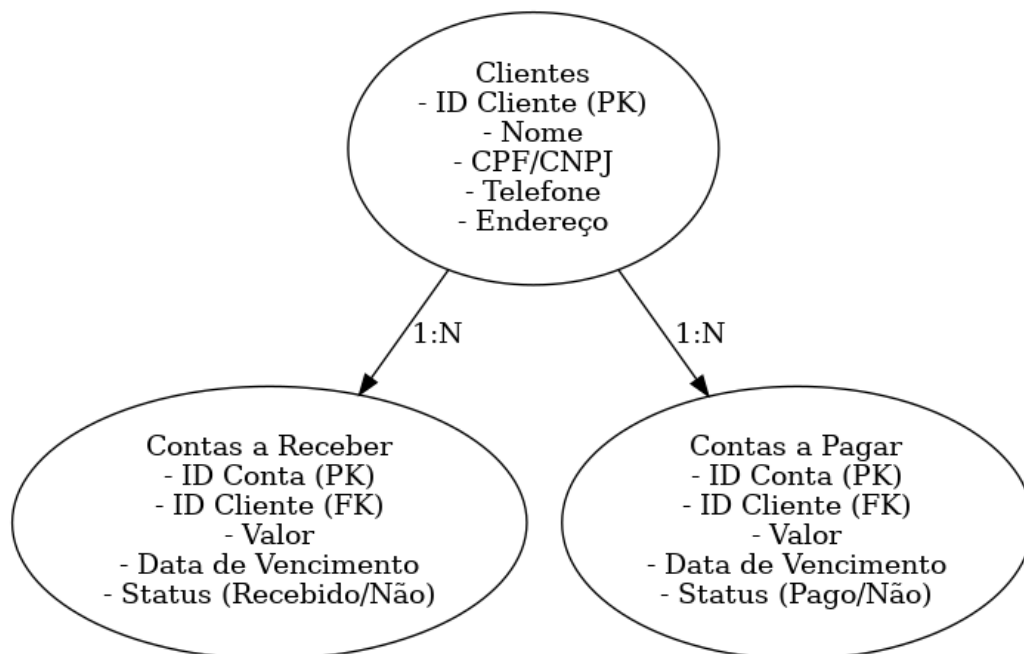 Clientes
- ID Cliente (PK)
- Nome
- CPF/CNPJ
- Telefone
- Endereço
1:N
1:N
Contas a Receber
- ID Conta (PK)
- ID Cliente (FK)
- Valor
- Data de Vencimento
- Status (Recebido/Não)
Contas a Pagar
- ID Conta (PK)
- ID Cliente (FK)
- Valor
- Data de Vencimento
- Status (Pago/Não)